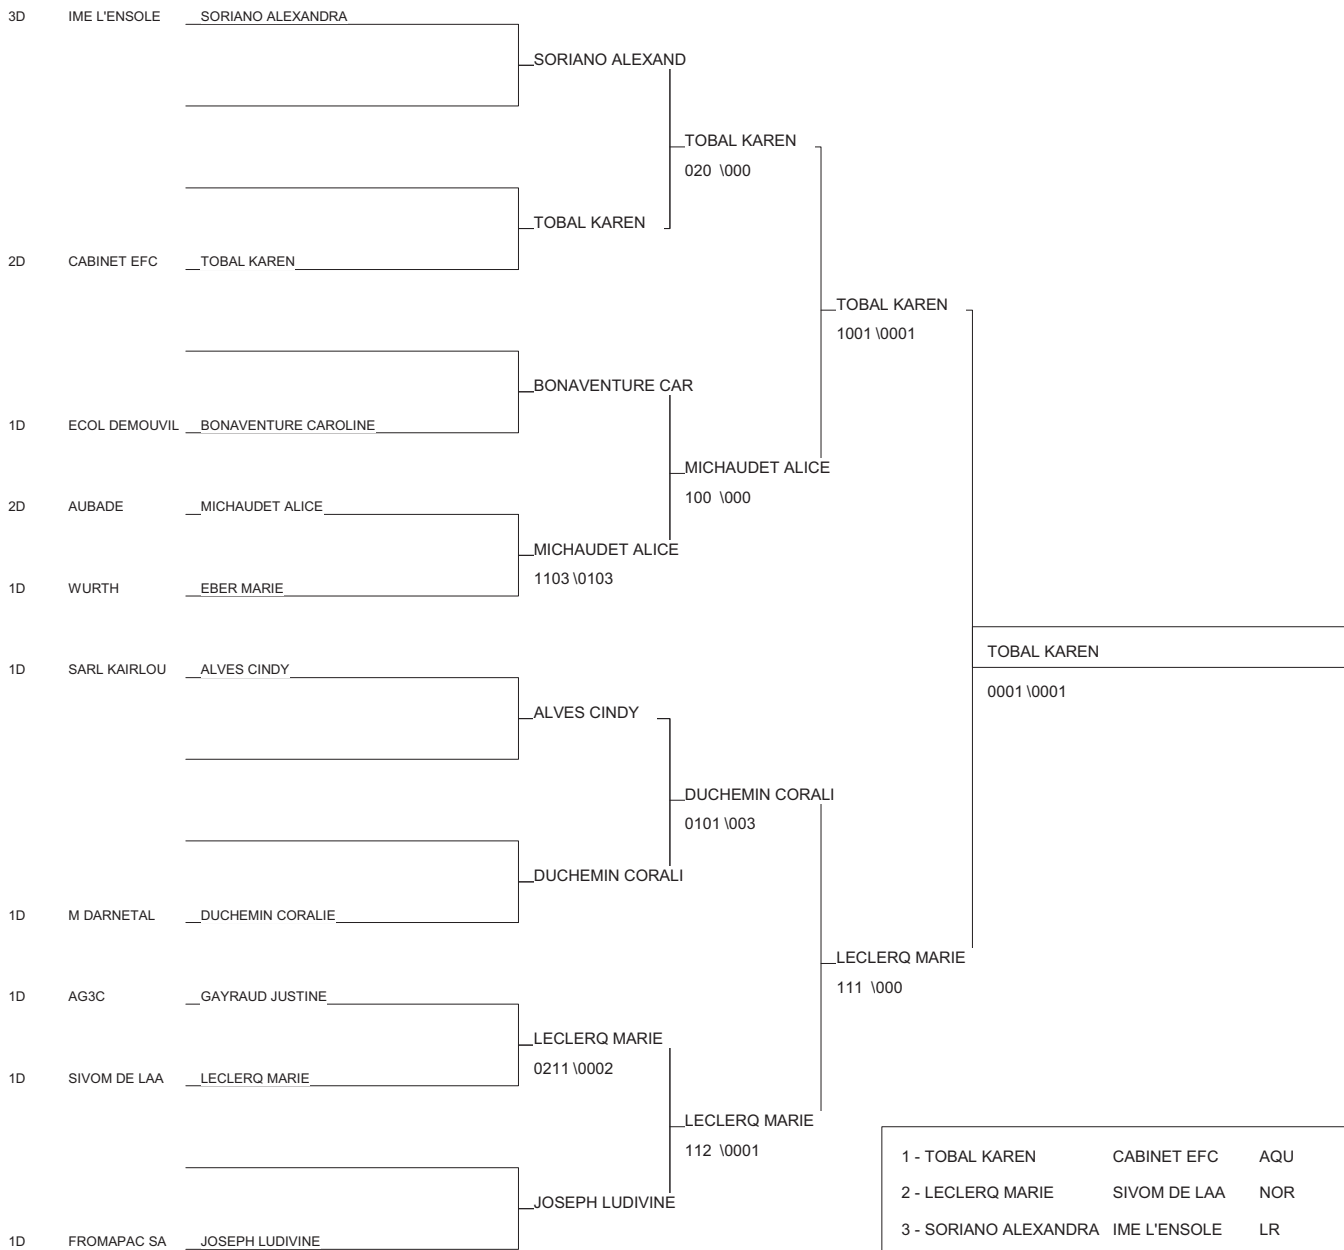 3D IME L'ENSOLE SORIANO ALEXANDRA
SORIANO ALEXAND
TOBAL KAREN
020 \000
TOBAL KAREN
2D CABINET EFC TOBAL KAREN
TOBAL KAREN
1001 \0001
BONAVENTURE CAR
1D ECOL DEMOUVIL BONAVENTURE CAROLINE
MICHAUDET ALICE
100 \000
2D AUBADE MICHAUDET ALICE
MICHAUDET ALICE
1103 \0103
1D WURTH EBER MARIE
TOBAL KAREN
0001 \0001
1D SARL KAIRLOU ALVES CINDY
ALVES CINDY
DUCHEMIN CORALI
0101 \003
DUCHEMIN CORALI
1D M DARNETAL DUCHEMIN CORALIE
LECLERQ MARIE
111 \000
1D AG3C GAYRAUD JUSTINE
LECLERQ MARIE
0211 \0002
1D SIVOM DE LAA LECLERQ MARIE
LECLERQ MARIE
112 \0001
JOSEPH LUDIVINE
1D FROMAPAC SA JOSEPH LUDIVINE
1 - TOBAL KAREN CABINET EFC AQU
2 - LECLERQ MARIE SIVOM DE LAA NOR
3 - SORIANO ALEXANDRA IME L'ENSOLE LR